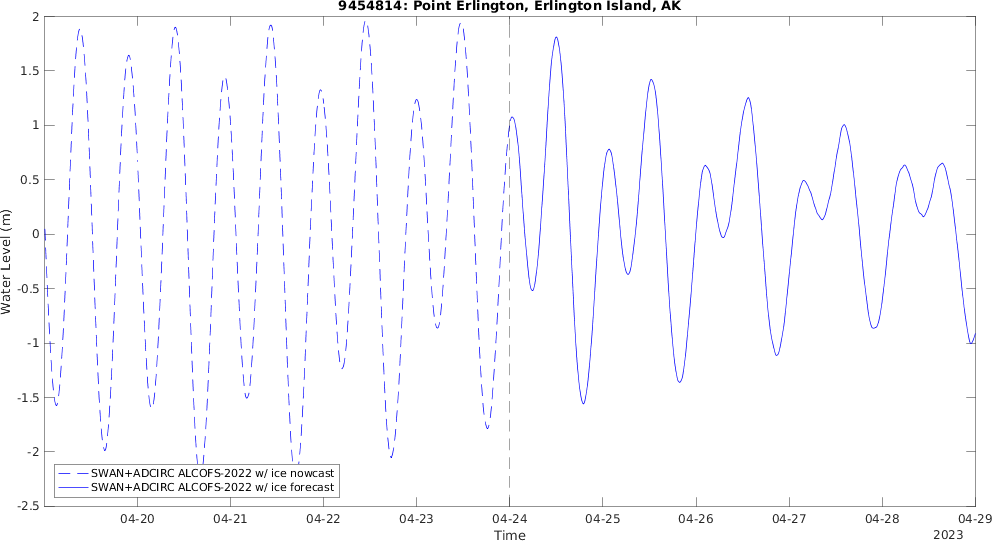 9454814: Point Erlington, Erlington Island, AK
2
1.5
1
0.5
0
-0.5
-1
-1.5
-2
-2.5
Water Level (m)
SWAN+ADCIRC ALCOFS-2022 w/ ice nowcast
SWAN+ADCIRC ALCOFS-2022 w/ ice forecast
04-20 04-21 04-22 04-23 04-24 04-25 04-26 04-27 04-28 04-29
Time
2023